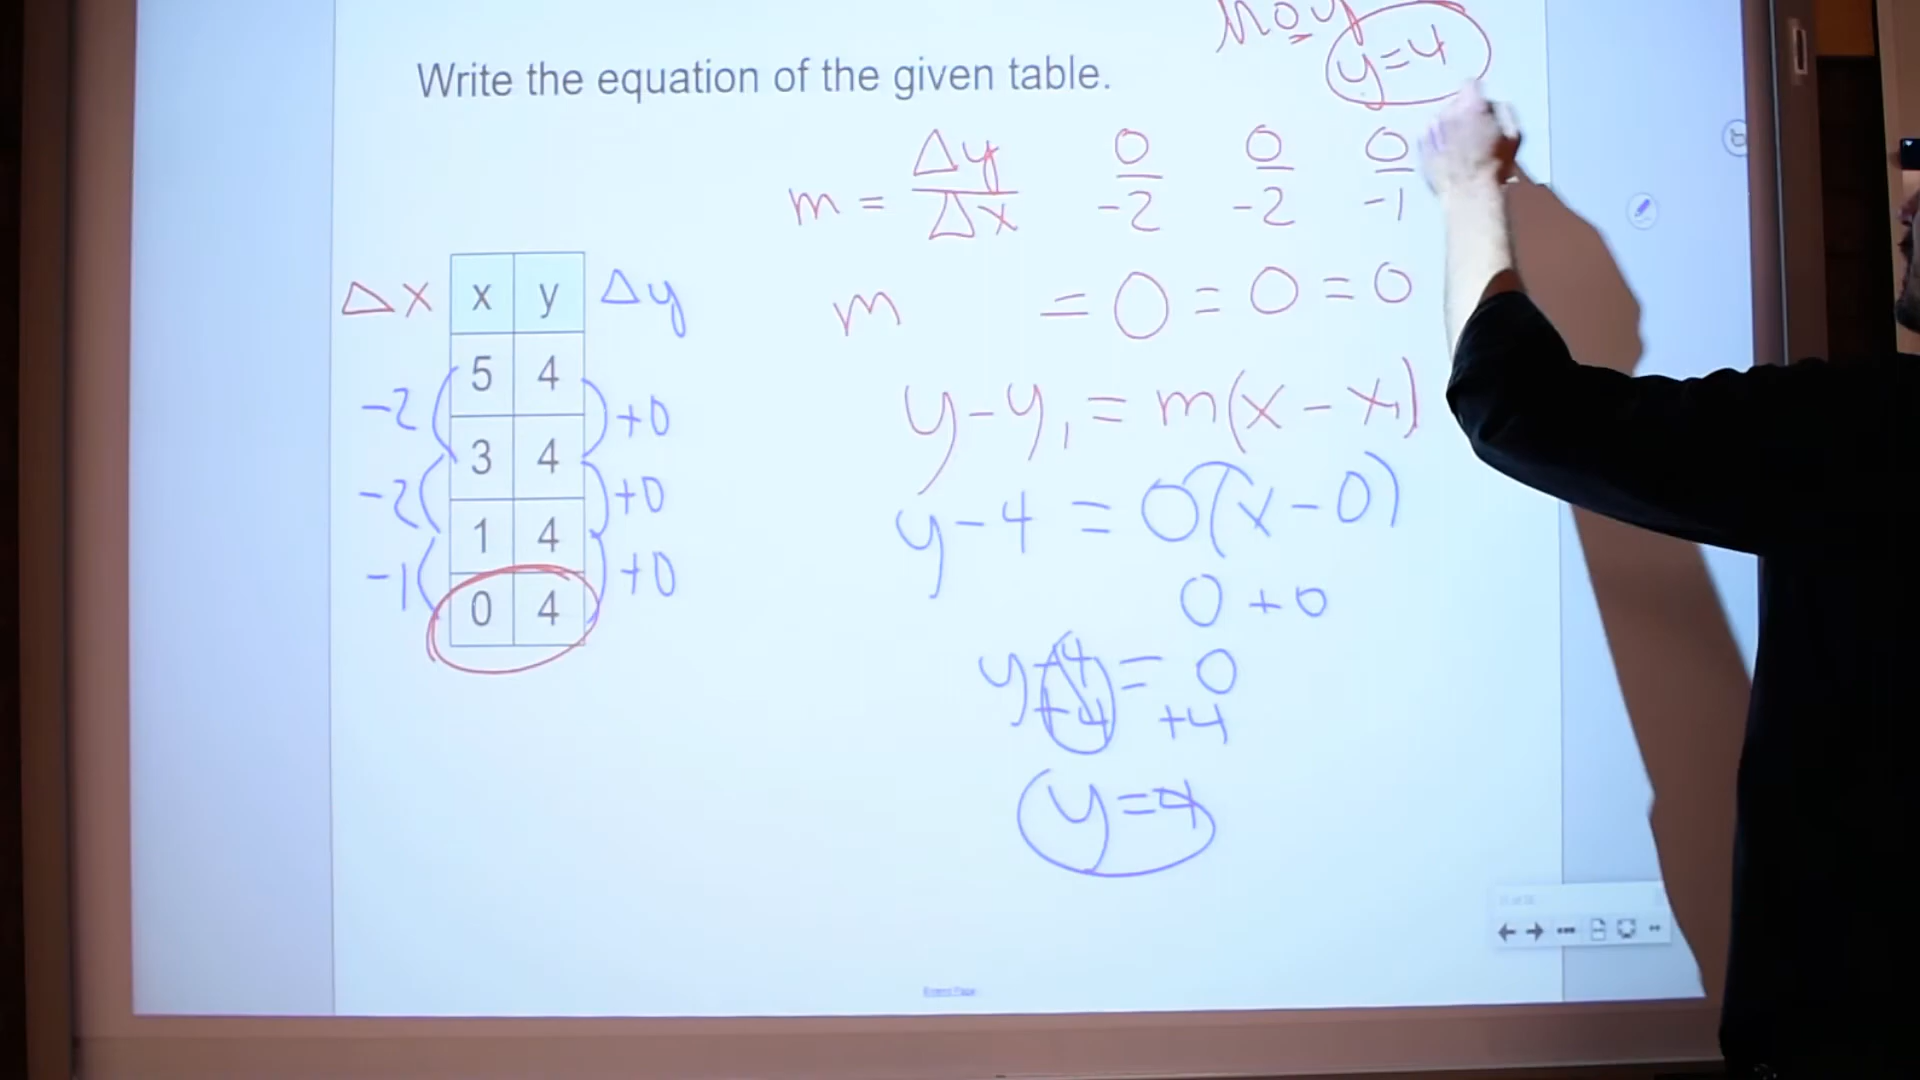 HOY
y=4
Write the equation of the given table.
m = Δy/Δx 0/-2 0/-2 0/-1
m = 0 = 0 = 0
Δx x y Δy
5 4
-2 +0
3 4
-2 +0
1 4
-1 +0
0 4
y-y₁ = m(x-x₁)
y-4 = 0(x-0)
0+0
y-4 = 0
+4 +4
y=4